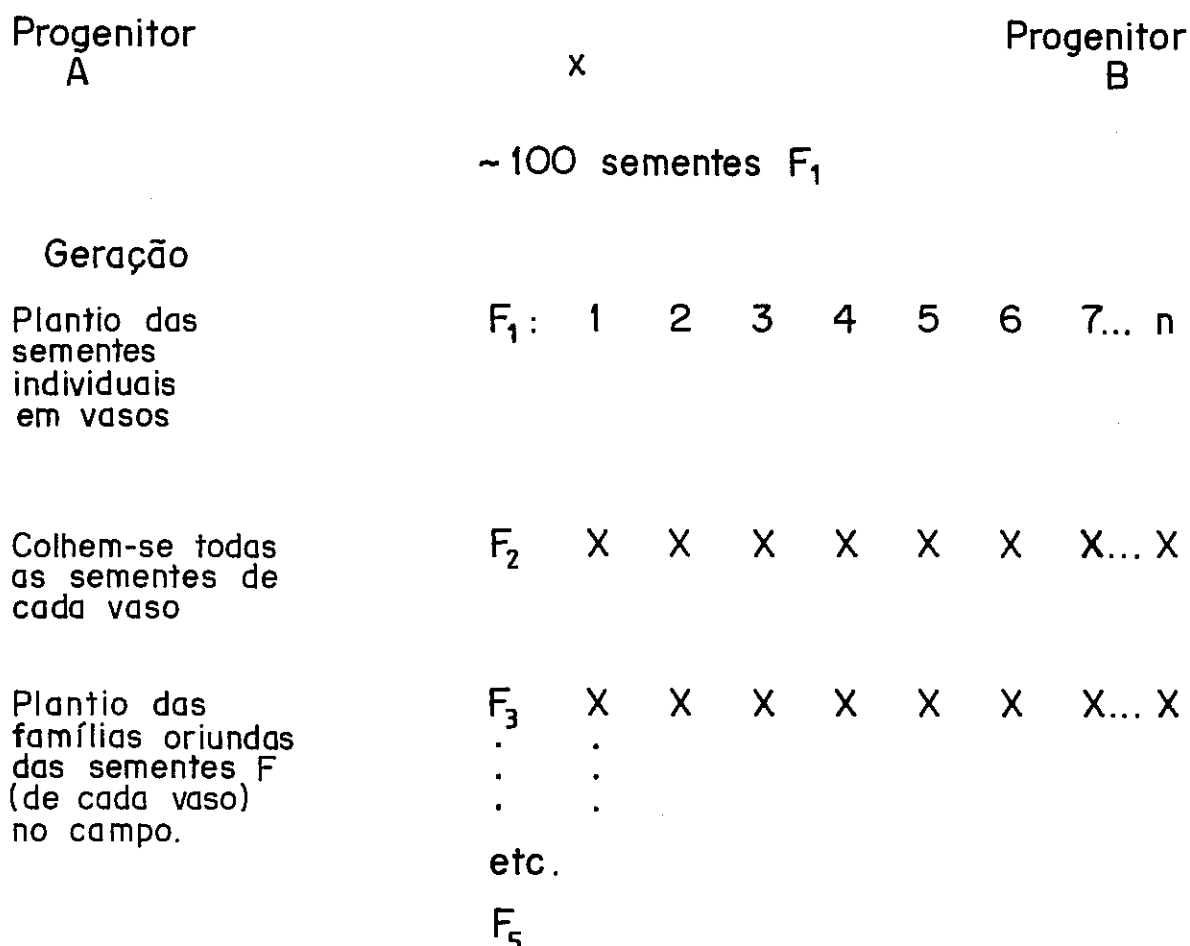 Progenitor A x Progenitor B
~100 sementes F₁
Geração
Plantio das
sementes
individuais
em vasos
F₁: 1 2 3 4 5 6 7... n
Colhem-se todas
as sementes de
cada vaso
F₂ X X X X X X X... X
Plantio das
famílias oriundas
das sementes F
(de cada vaso)
no campo.
F₃ X X X X X X X... X
. .
. .
. .
etc.
F₅